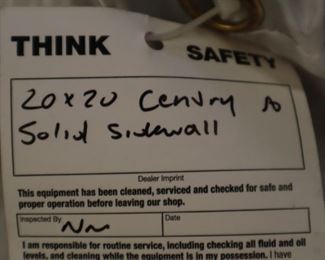 THINK SAFETY
20x20 Century A
Solid Sidewall
Dealer Imprint
This equipment has been cleaned, serviced and checked for safe and
proper operation before leaving our shop.
Inspected By Date
I am responsible for routine service, including checking all fluid and oil
levels, and cleaning while the equipment is in my possession. I have